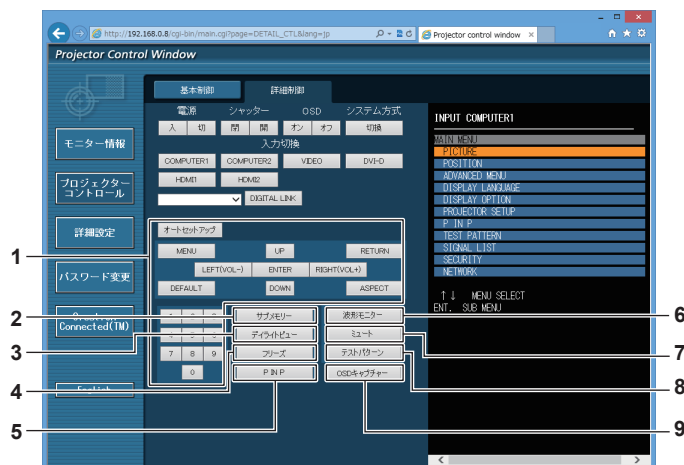 http://192.168.0.8/cgi-bin/main.cgi?page=DETAIL_CTL&lang=jp
Projector control window
Projector Control Window
基本制御 詳細制御
電源 シャッター OSD システム方式
入 切 閉 開 オン オフ 切換
入力切換
COMPUTER1 COMPUTER2 VIDEO DVI-D
HDMI1 HDMI2
DIGITAL LINK
モニター情報
プロジェクター
コントロール
詳細設定
パスワード変更
Connected(TM)
オートセットアップ
MENU UP RETURN
LEFT(VOL-) ENTER RIGHT(VOL+)
DEFAULT DOWN ASPECT
サブメモリー 波形モニター
デイライトビュー ミュート
7 8 9 フリーズ テストパターン
0 P IN P OSDキャプチャー
INPUT COMPUTER1
MAIN MENU
PICTURE
POSITION
ADVANCED MENU
DISPLAY LANGUAGE
DISPLAY OPTION
PROJECTOR SETUP
P IN P
TEST PATTERN
SIGNAL LIST
SECURITY
NETWORK
↑↓ MENU SELECT
ENT. SUB MENU
1
2
3
4
5
6
7
8
9